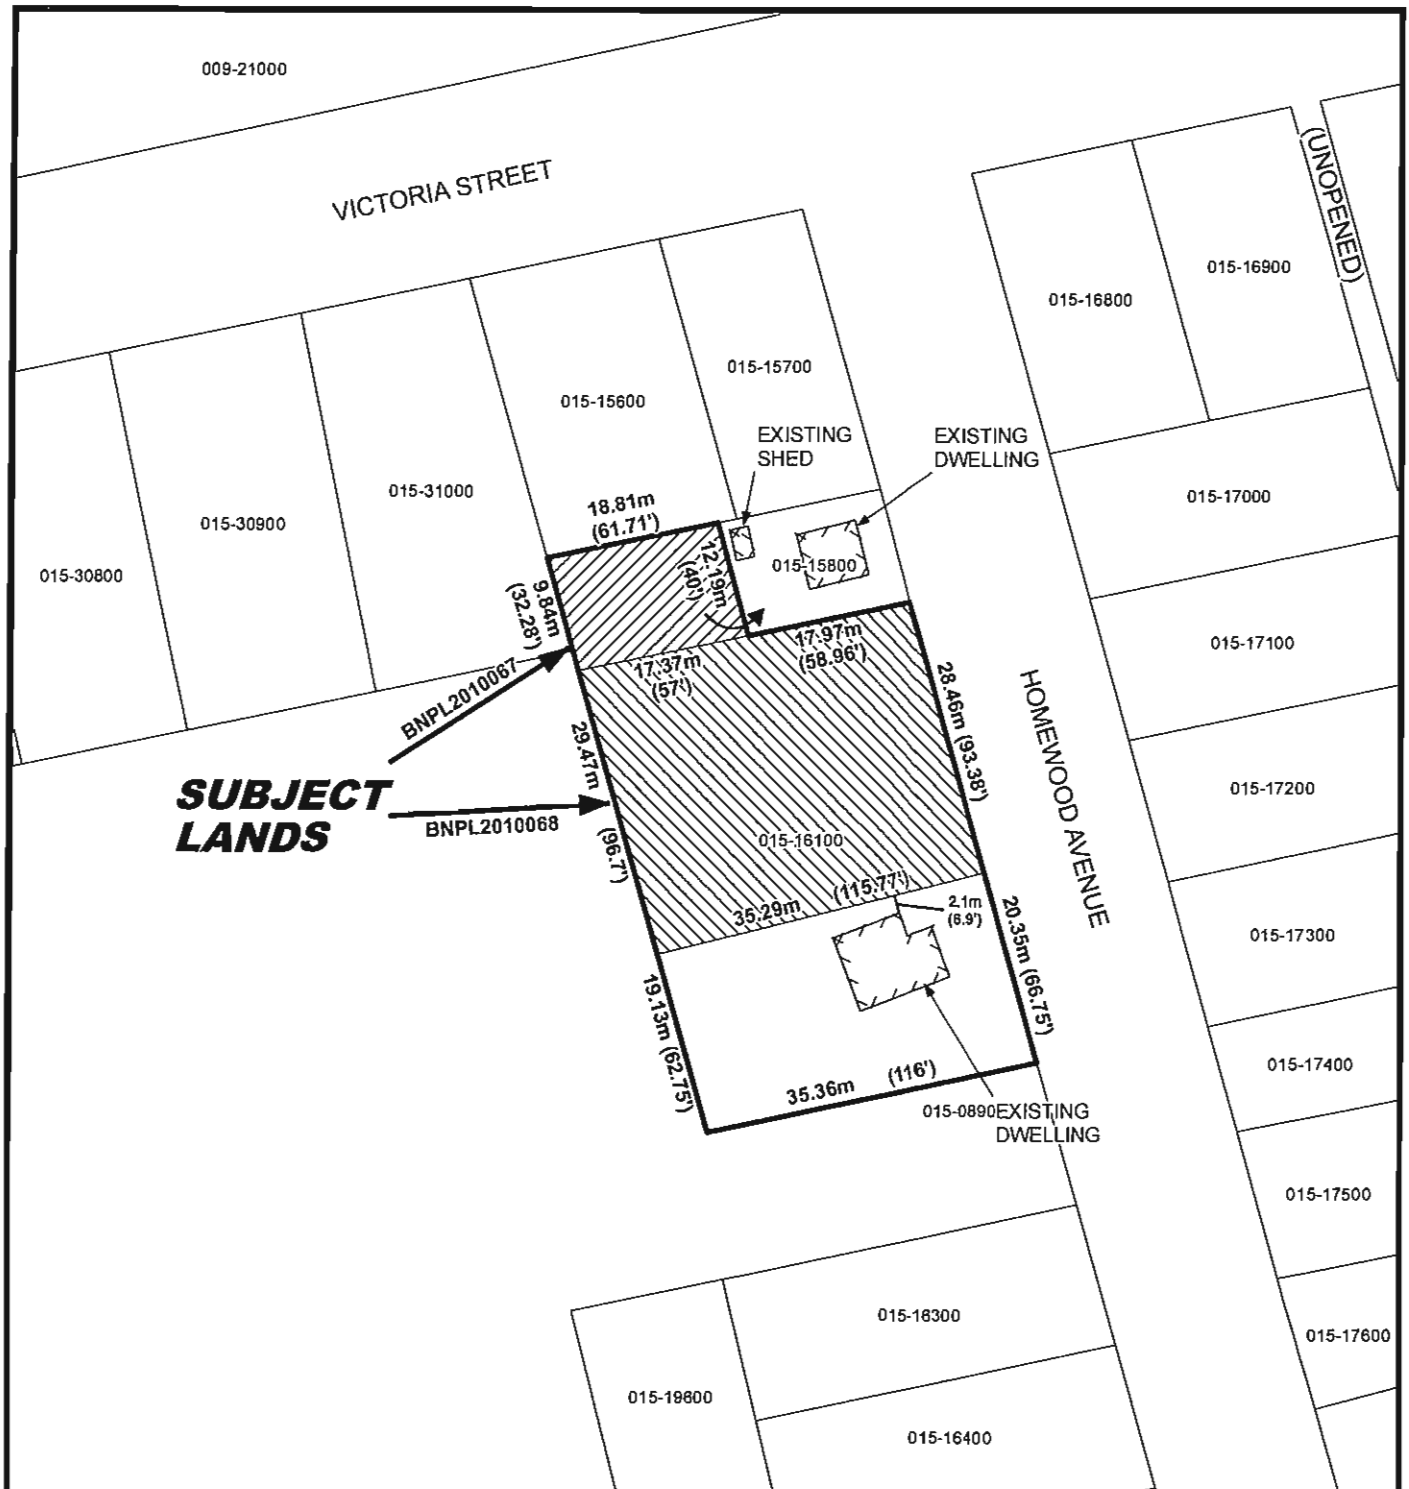 009-21000
VICTORIA STREET
(UNOPENED)
015-16900
015-16800
015-15700
015-15600
EXISTING
SHED
EXISTING
DWELLING
015-31000
015-30900
015-30800
015-17000
18.81m
(61.71')
12.19m
(40')
015-15800
9.84m
(32.28')
17.97m
(58.96')
17.37m
(57')
015-17100
BNPL2010067
28.46m (93.38')
HOMEWOOD AVENUE
29.47m
(96.7')
SUBJECT
LANDS
BNPL2010068
015-16100
015-17200
35.29m
(115.77')
2.1m
(6.9')
20.35m (66.75')
015-17300
19.13m (62.75')
35.36m
(116')
015-0890
EXISTING
DWELLING
015-17400
015-17500
015-16300
015-17600
015-19600
015-16400